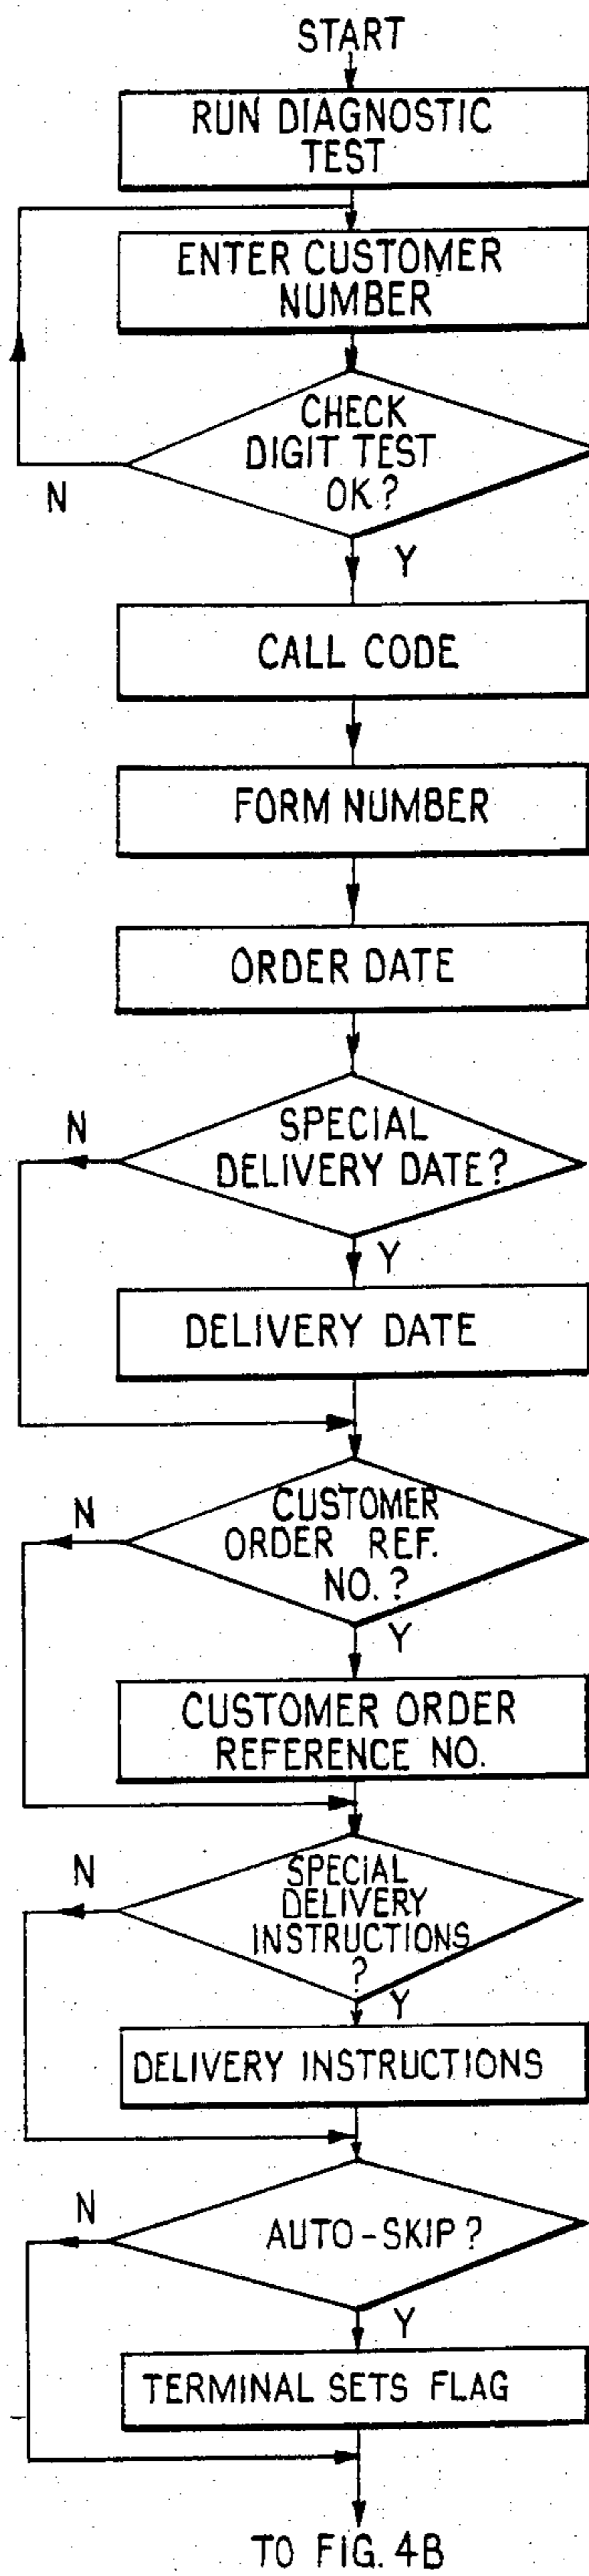 START
RUN DIAGNOSTIC
TEST
ENTER CUSTOMER
NUMBER
CHECK
DIGIT TEST
OK?
N
Y
CALL CODE
FORM NUMBER
ORDER DATE
N
SPECIAL
DELIVERY DATE?
Y
DELIVERY DATE
N
CUSTOMER
ORDER REF.
NO.?
Y
CUSTOMER ORDER
REFERENCE NO.
N
SPECIAL
DELIVERY
INSTRUCTIONS
?
Y
DELIVERY INSTRUCTIONS
N
AUTO-SKIP?
Y
TERMINAL SETS FLAG
TO FIG. 4B